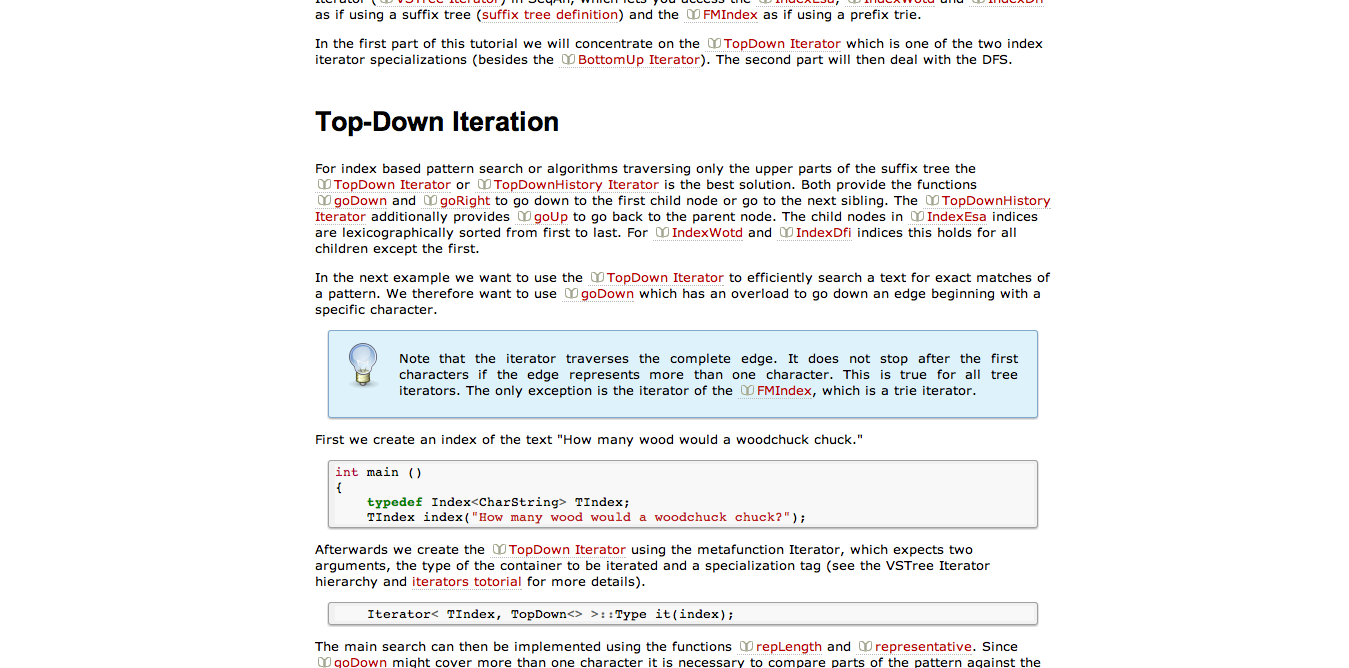 Iterator (VSTree Iterator) in SeqAn, which lets you access the IndexEsa, IndexWotd and IndexDfi
as if using a suffix tree (suffix tree definition) and the FMIndex as if using a prefix trie.
In the first part of this tutorial we will concentrate on the TopDown Iterator which is one of the two index
iterator specializations (besides the BottomUp Iterator). The second part will then deal with the DFS.
Top-Down Iteration
For index based pattern search or algorithms traversing only the upper parts of the suffix tree the
TopDown Iterator or TopDownHistory Iterator is the best solution. Both provide the functions
goDown and goRight to go down to the first child node or go to the next sibling. The TopDownHistory
Iterator additionally provides goUp to go back to the parent node. The child nodes in IndexEsa indices
are lexicographically sorted from first to last. For IndexWotd and IndexDfi indices this holds for all
children except the first.
In the next example we want to use the TopDown Iterator to efficiently search a text for exact matches of
a pattern. We therefore want to use goDown which has an overload to go down an edge beginning with a
specific character.
Note that the iterator traverses the complete edge. It does not stop after the first
characters if the edge represents more than one character. This is true for all tree
iterators. The only exception is the iterator of the FMIndex, which is a trie iterator.
First we create an index of the text "How many wood would a woodchuck chuck."
int main ()
{
typedef Index<CharString> TIndex;
TIndex index("How many wood would a woodchuck chuck?");
Afterwards we create the TopDown Iterator using the metafunction Iterator, which expects two
arguments, the type of the container to be iterated and a specialization tag (see the VSTree Iterator
hierarchy and iterators totorial for more details).
Iterator< TIndex, TopDown<> >::Type it(index);
The main search can then be implemented using the functions repLength and representative. Since
goDown might cover more than one character it is necessary to compare parts of the pattern against the